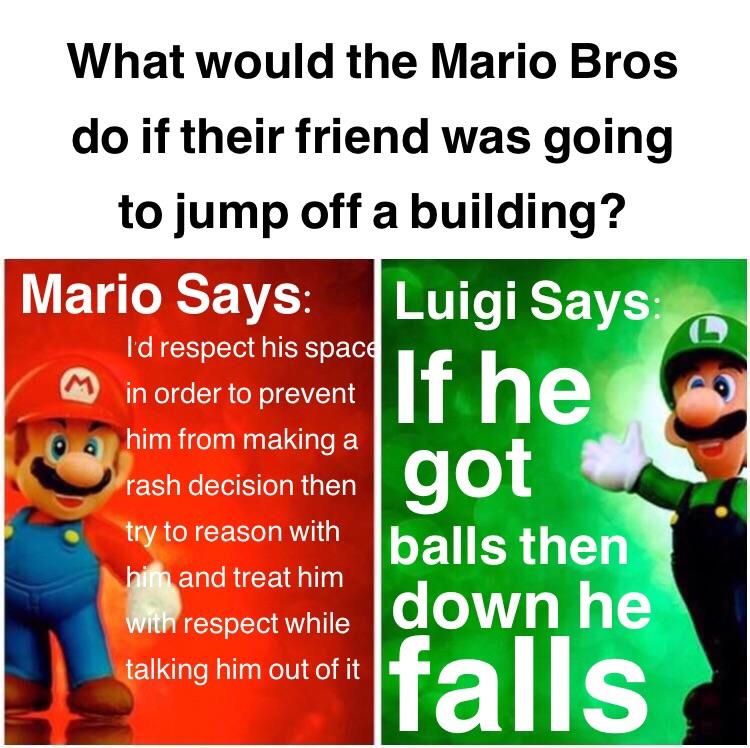 What would the Mario Bros
do if their friend was going
to jump off a building?
Mario Says:
I'd respect his space
in order to prevent
him from making a
rash decision then
try to reason with
him and treat him
with respect while
talking him out of it
M
Luigi Says:
If he
got
balls then
down he
falls
L